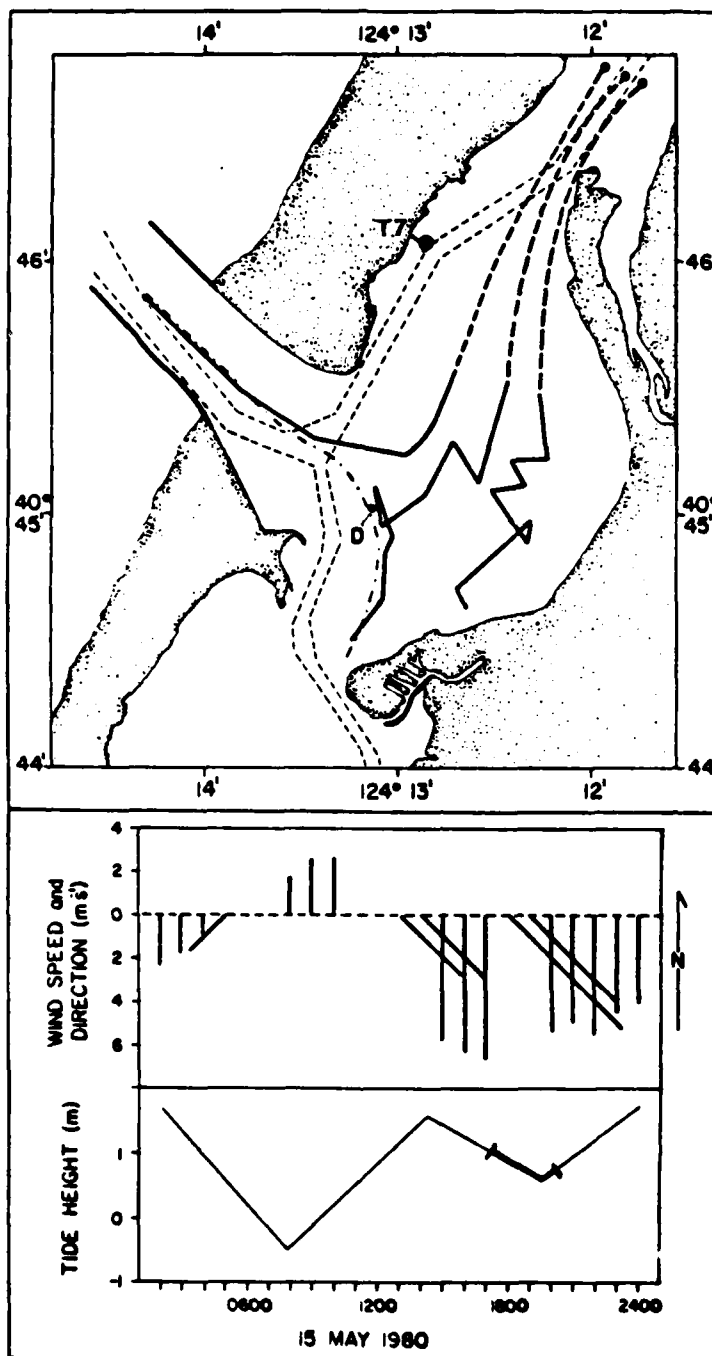 14' 124° 13' 12'
T7
46' 46'
40° 45' 40° 45'
D
44' 44'
14' 124° 13' 12'
WIND SPEED and
DIRECTION (m s⁻¹)
4
2
0
2
4
6
N
TIDE HEIGHT (m)
1
0
-1
0600 1200 1800 2400
15 MAY 1980